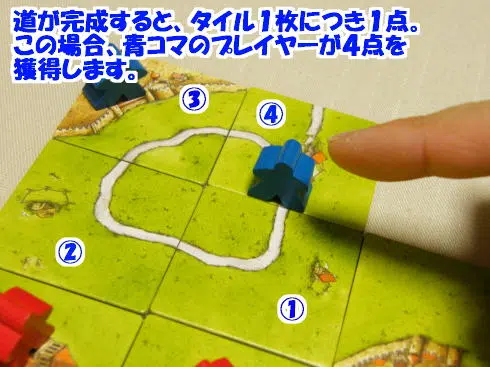 道が完成すると、タイル1枚につき1点。
この場合、青コマのプレイヤーが4点を
獲得します。
③
④
②
①